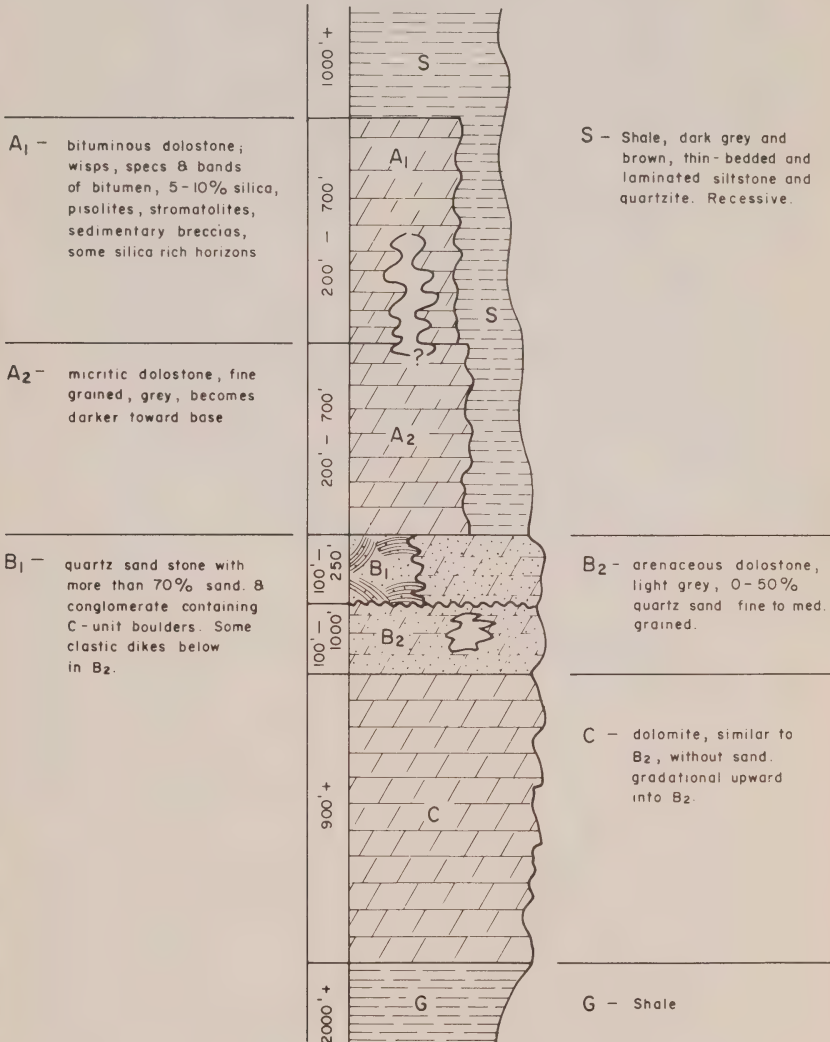 1000' +
S
A₁ – bituminous dolostone;
wisps, specs & bands
of bitumen, 5-10% silica,
pisolites, stromatolites,
sedimentary breccias,
some silica rich horizons
A₁
200' – 700'
S – Shale, dark grey and
brown, thin-bedded and
laminated siltstone and
quartzite. Recessive.
S
?
A₂ – micritic dolostone, fine
grained, grey, becomes
darker toward base
200' – 700'
A₂
B₁ – quartz sand stone with
more than 70% sand. &
conglomerate containing
C-unit boulders. Some
clastic dikes below
in B₂.
100' – 250'
B₁
100' – 1000'
B₂
B₂ – arenaceous dolostone,
light grey, 0-50%
quartz sand fine to med.
grained.
C – dolomite, similar to
B₂, without sand.
gradational upward
into B₂.
900' +
C
2000' +
G
G – Shale